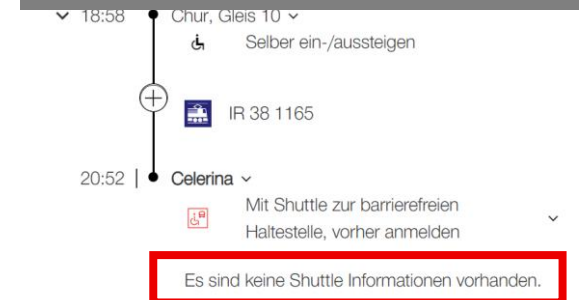 18:58 Chur, Gleis 10
Selber ein-/aussteigen
IR 38 1165
20:52 Celerina
Mit Shuttle zur barrierefreien
Haltestelle, vorher anmelden
Es sind keine Shuttle Informationen vorhanden.